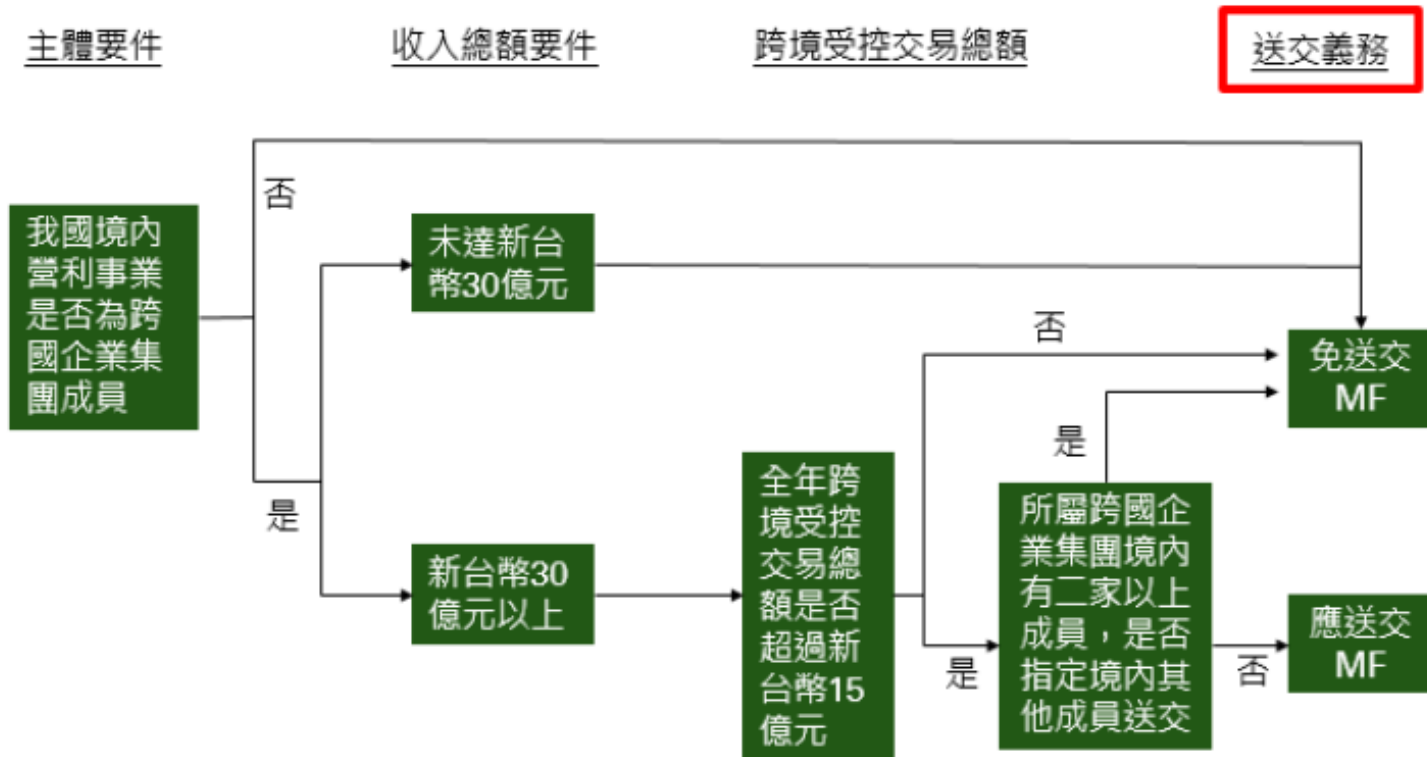 主體要件
收入總額要件
跨境受控交易總額
送交義務
否
我國境內
營利事業
是否為跨
國企業集
團成員
未達新台
幣30億元
否
免送交
MF
是
是
新台幣30
億元以上
全年跨
境受控
交易總
額是否
超過新
台幣15
億元
是
所屬跨國企
業集團境內
有二家以上
成員，是否
指定境內其
他成員送交
否
應送交
MF